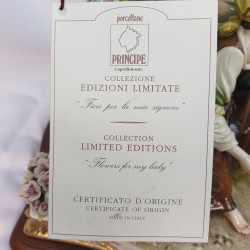 porcellane
PRINCIPE
Capodimonte
COLLEZIONE
EDIZIONI LIMITATE
"Fiori per la mia signora"
COLLECTION
LIMITED EDITIONS
"Flowers for my lady"
CERTIFICATO D'ORIGINE
CERTIFICATE OF ORIGIN
MADE IN ITALY